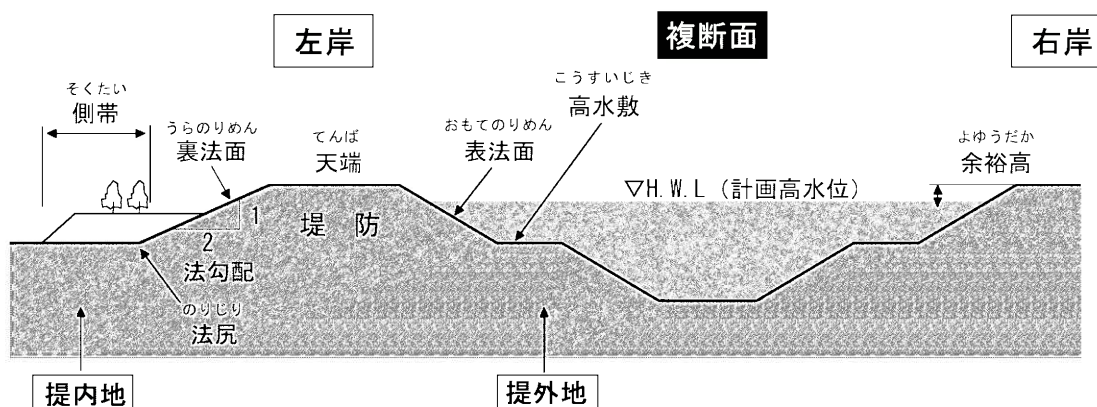 左岸
複断面
右岸
そくたい
側帯
うらのりめん
裏法面
てんば
天端
おもてのりめん
表法面
こうすいじき
高水敷
よゆうだか
余裕高
▽H.W.L (計画高水位)
1
2
堤 防
法勾配
のりじり
法尻
提内地
提外地